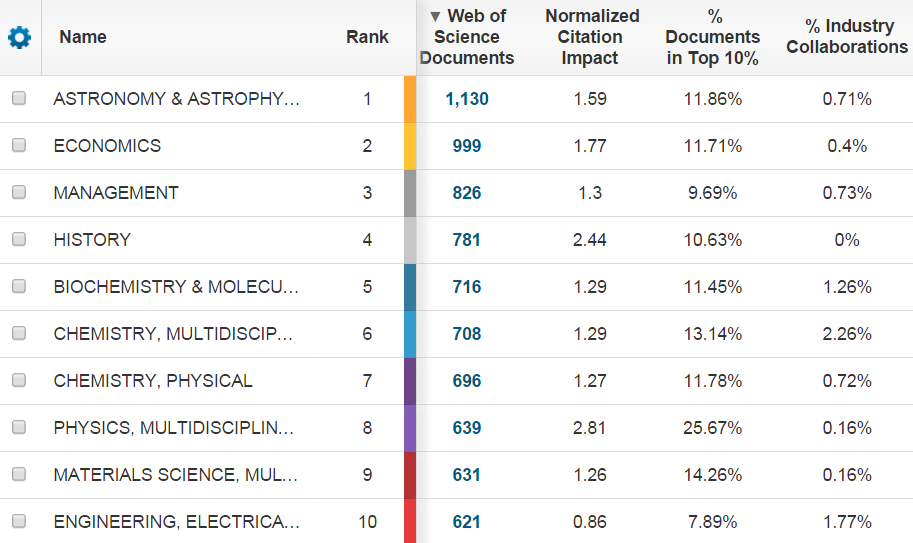 Name Rank ▼ Web of Science Documents Normalized Citation Impact % Documents in Top 10% % Industry Collaborations
ASTRONOMY & ASTROPHY... 1 1,130 1.59 11.86% 0.71%
ECONOMICS 2 999 1.77 11.71% 0.4%
MANAGEMENT 3 826 1.3 9.69% 0.73%
HISTORY 4 781 2.44 10.63% 0%
BIOCHEMISTRY & MOLECU... 5 716 1.29 11.45% 1.26%
CHEMISTRY, MULTIDISCIP... 6 708 1.29 13.14% 2.26%
CHEMISTRY, PHYSICAL 7 696 1.27 11.78% 0.72%
PHYSICS, MULTIDISCIPLIN... 8 639 2.81 25.67% 0.16%
MATERIALS SCIENCE, MUL... 9 631 1.26 14.26% 0.16%
ENGINEERING, ELECTRICA... 10 621 0.86 7.89% 1.77%